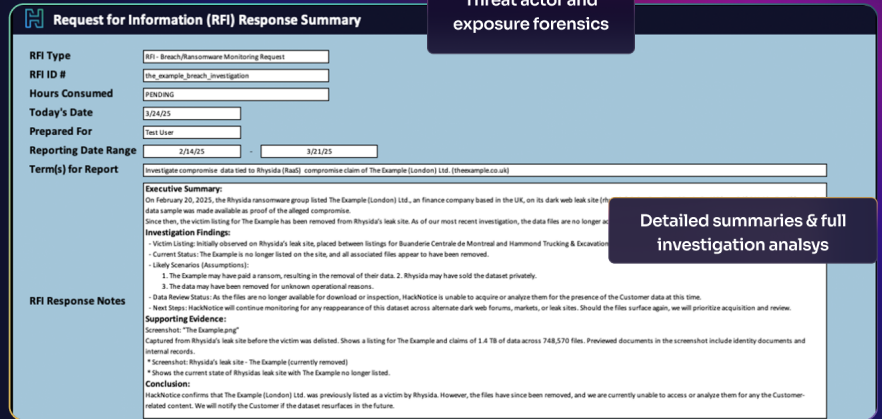 Threat actor and
exposure forensics
Request for Information (RFI) Response Summary
RFI Type
RFI - Breach/Ransomware Monitoring Request
RFI ID #
the_example_breach_investigation
Hours Consumed
PENDING
Today's Date
3/24/25
Prepared For
Test User
Reporting Date Range
2/14/25 - 3/21/25
Term(s) for Report
Investigate compromise data tied to Rhysida (RaaS) compromise claim of The Example (London) Ltd. (theexample.co.uk)
RFI Response Notes
Executive Summary:
On February 20, 2025, the Rhysida ransomware group listed The Example (London) Ltd., an finance company based in the UK, on its dark web leak site
data sample was made available as proof of the alleged compromise.
Since then, the victim listing for The Example has been removed from Rhysida's leak site. As of our most recent investigation, the data files are no longer
Investigation Findings:
- Victim Listing: Initially observed on Rhysida's leak site, placed between listings for Buanderie Centrale de Montreal and Hammond Trucking & Excavation
- Current Status: The Example is no longer listed on the site, and all associated files appear to have been removed.
- Likely Scenarios (Assumptions):
1. The Example may have paid a ransom, resulting in the removal of their data. 2. Rhysida may have sold the dataset privately.
3. The data may have been removed for unknown operational reasons.
- Data Review Status: As the files are no longer available for download or inspection, HackNotice is unable to acquire or analyze them for the presence of the Customer data at this time.
- Next Steps: HackNotice will continue monitoring for any reappearance of this dataset across alternate dark web forums, markets, or leak sites. Should the files surface again, we will prioritize acquisition and review.
Supporting Evidence:
Screenshot: "The Example.png"
Captured from Rhysida's leak site before the victim was delisted. Shows a listing for The Example and claims of 1.4 TB of data across 748,570 files. Previewed documents in the screenshot include identity documents and
internal records.
* Screenshot: Rhysida's leak site - The Example (currently removed)
* Shows the current state of Rhysidas leak site with The Example no longer listed.
Conclusion:
HackNotice confirms that The Example (London) Ltd. was previously listed as a victim by Rhysida. However, the files have since been removed, and we are currently unable to access or analyze them for any the Customer-
related content. We will notify the Customer if the dataset resurfaces in the future.
Detailed summaries & full
investigation analsys